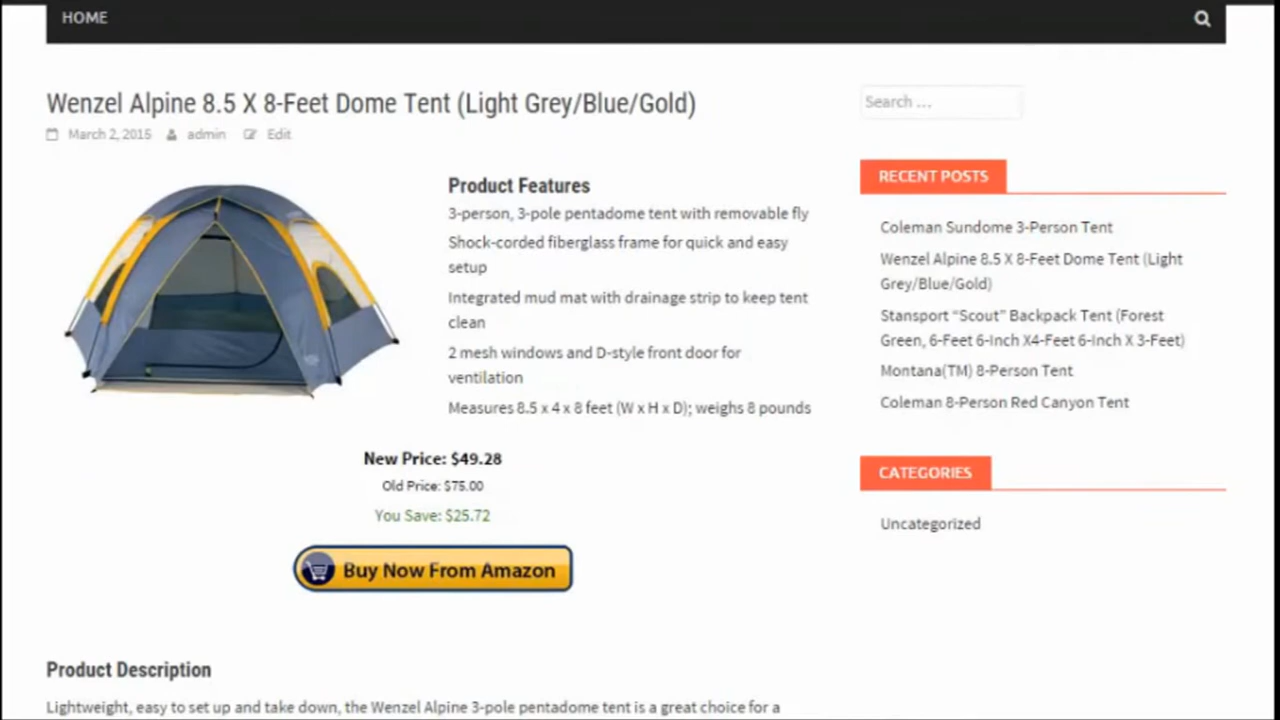 HOME
Wenzel Alpine 8.5 X 8-Feet Dome Tent (Light Grey/Blue/Gold)
March 2, 2015 admin Edit
Product Features
3-person, 3-pole pentadome tent with removable fly
Shock-corded fiberglass frame for quick and easy
setup
Integrated mud mat with drainage strip to keep tent
clean
2 mesh windows and D-style front door for
ventilation
Measures 8.5 x 4 x 8 feet (W x H x D); weighs 8 pounds
New Price: $49.28
Old Price: $75.00
You Save: $25.72
Buy Now From Amazon
Product Description
Lightweight, easy to set up and take down, the Wenzel Alpine 3-pole pentadome tent is a great choice for a
Search ...
RECENT POSTS
Coleman Sundome 3-Person Tent
Wenzel Alpine 8.5 X 8-Feet Dome Tent (Light
Grey/Blue/Gold)
Stansport “Scout” Backpack Tent (Forest
Green, 6-Feet 6-Inch X4-Feet 6-Inch X 3-Feet)
Montana(TM) 8-Person Tent
Coleman 8-Person Red Canyon Tent
CATEGORIES
Uncategorized